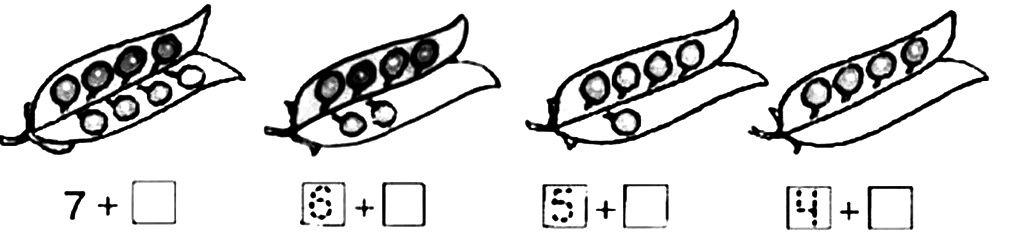 7 + □ 6 + □ 5 + □ 4 + □